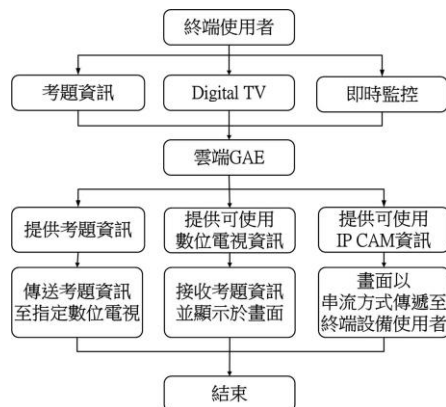 終端使用者
考題資訊
Digital TV
即時監控
雲端GAE
提供考題資訊
提供可使用
數位電視資訊
提供可使用
IP CAM資訊
傳送考題資訊
至指定數位電視
接收考題資訊
並顯示於畫面
畫面以
串流方式傳遞至
終端設備使用者
結束